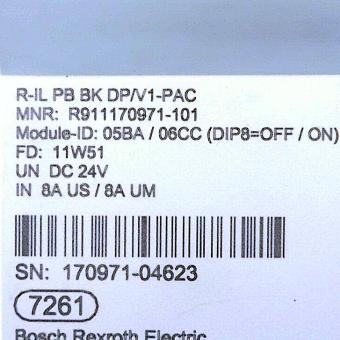 R-IL PB BK DP/V1-PAC
MNR: R911170971-101
Module-ID: 05BA / 06CC (DIP8=OFF / ON)
FD: 11W51
UN DC 24V
IN 8A US / 8A UM
SN: 170971-04623
7261
Bosch Rexroth Electric